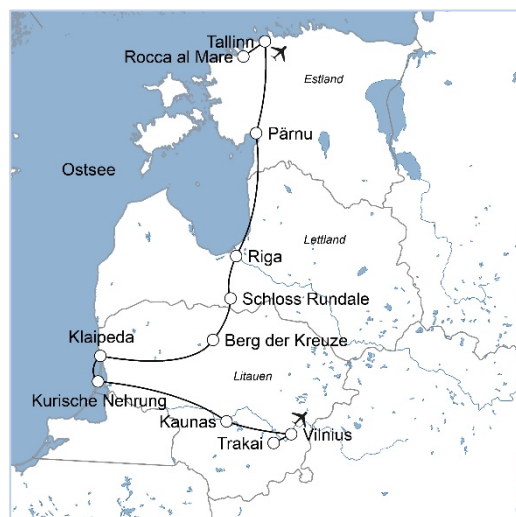 Tallinn
Rocca al Mare
Estland
Pärnu
Ostsee
Riga
Lettland
Schloss Rundale
Klaipeda
Berg der Kreuze
Litauen
Kurische Nehrung
Kaunas
Vilnius
Trakai